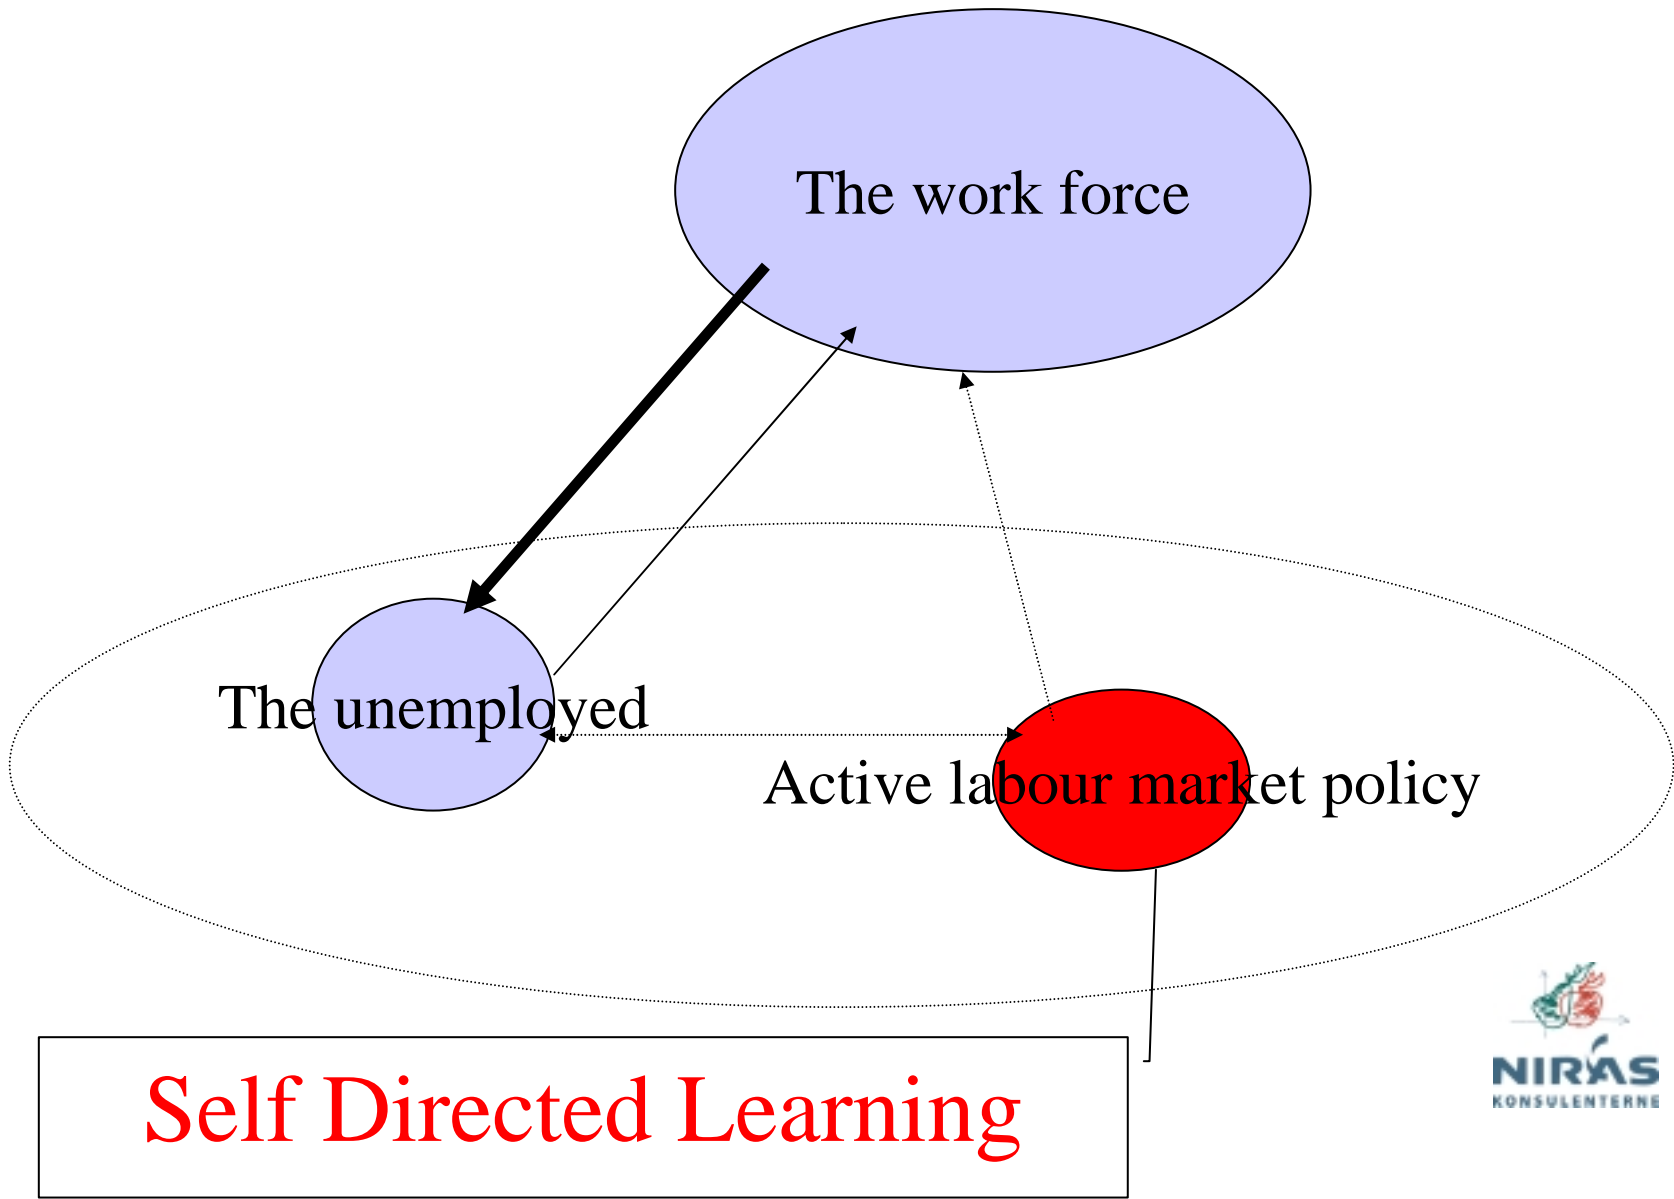 The work force
The unemployed
Active labour market policy
Self Directed Learning
NIRAS
KONSULENTERNE